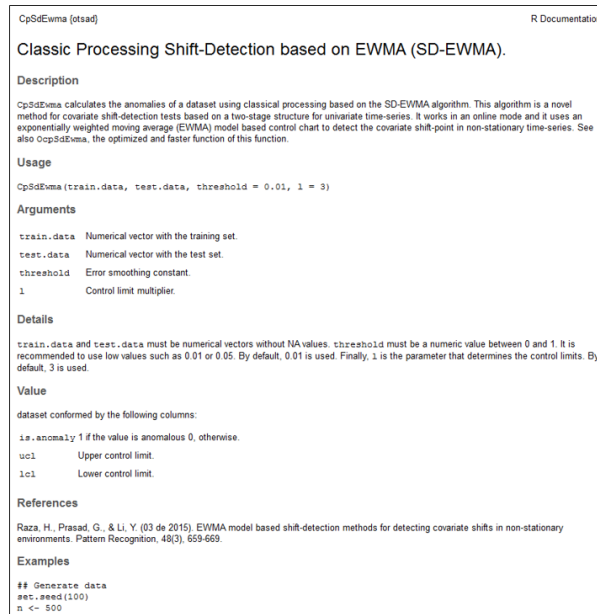 CpSdEwma {otsad}
R Documentation
Classic Processing Shift-Detection based on EWMA (SD-EWMA).
Description
CpSdEwma calculates the anomalies of a dataset using classical processing based on the SD-EWMA algorithm. This algorithm is a novel
method for covariate shift-detection tests based on a two-stage structure for univariate time-series. It works in an online mode and it uses an
exponentially weighted moving average (EWMA) model based control chart to detect the covariate shift-point in non-stationary time-series. See
also OcpSdEwma, the optimized and faster function of this function.
Usage
CpSdEwma(train.data, test.data, threshold = 0.01, l = 3)
Arguments
train.data Numerical vector with the training set.
test.data Numerical vector with the test set.
threshold Error smoothing constant.
l Control limit multiplier.
Details
train.data and test.data must be numerical vectors without NA values. threshold must be a numeric value between 0 and 1. It is
recommended to use low values such as 0.01 or 0.05. By default, 0.01 is used. Finally, l is the parameter that determines the control limits. By
default, 3 is used.
Value
dataset conformed by the following columns:
is.anomaly 1 if the value is anomalous 0, otherwise.
ucl Upper control limit.
lcl Lower control limit.
References
Raza, H., Prasad, G., & Li, Y. (03 de 2015). EWMA model based shift-detection methods for detecting covariate shifts in non-stationary
environments. Pattern Recognition, 48(3), 659-669.
Examples
## Generate data
set.seed(100)
n <- 500